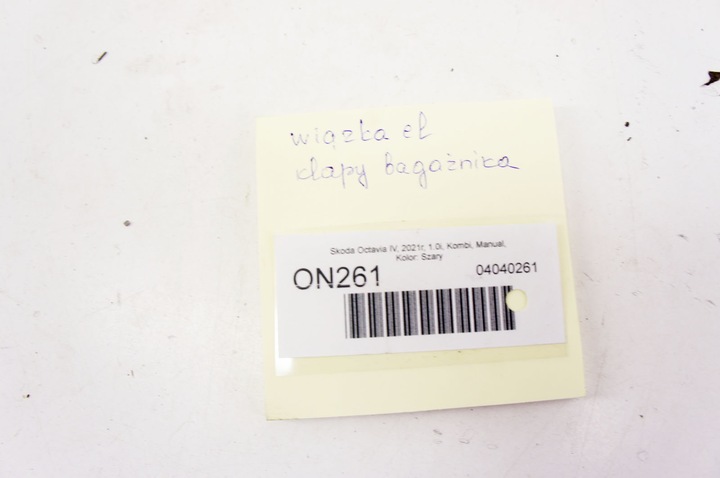 wiązka el
klapy bagażnika
Skoda Octavia IV, 2021r, 1.0i, Kombi, Manual,
Kolor: Szary
ON261
04040261